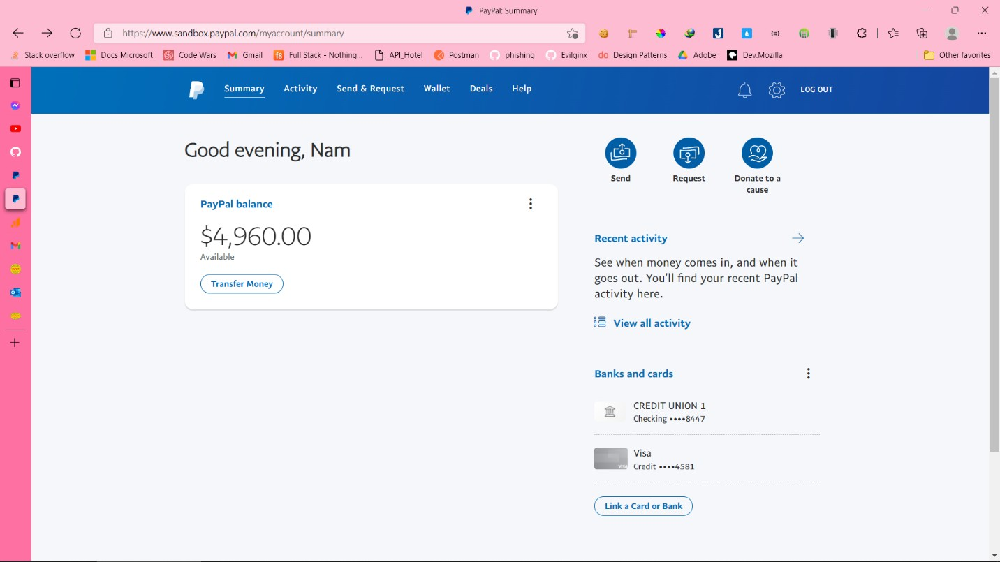 PayPal: Summary
https://www.sandbox.paypal.com/myaccount/summary
Stack overflow Docs Microsoft Code Wars Gmail Full Stack - Nothing... API_Hotel Postman phishing Evilginx Design Patterns Adobe Dev.Mozilla Other favorites
Summary Activity Send & Request Wallet Deals Help LOG OUT
Good evening, Nam
Send Request Donate to a
cause
PayPal balance
$4,960.00
Available
Transfer Money
Recent activity
See when money comes in, and when it
goes out. You’ll find your recent PayPal
activity here.
View all activity
Banks and cards
CREDIT UNION 1
Checking ••••8447
VISA
Visa
Credit ••••4581
Link a Card or Bank